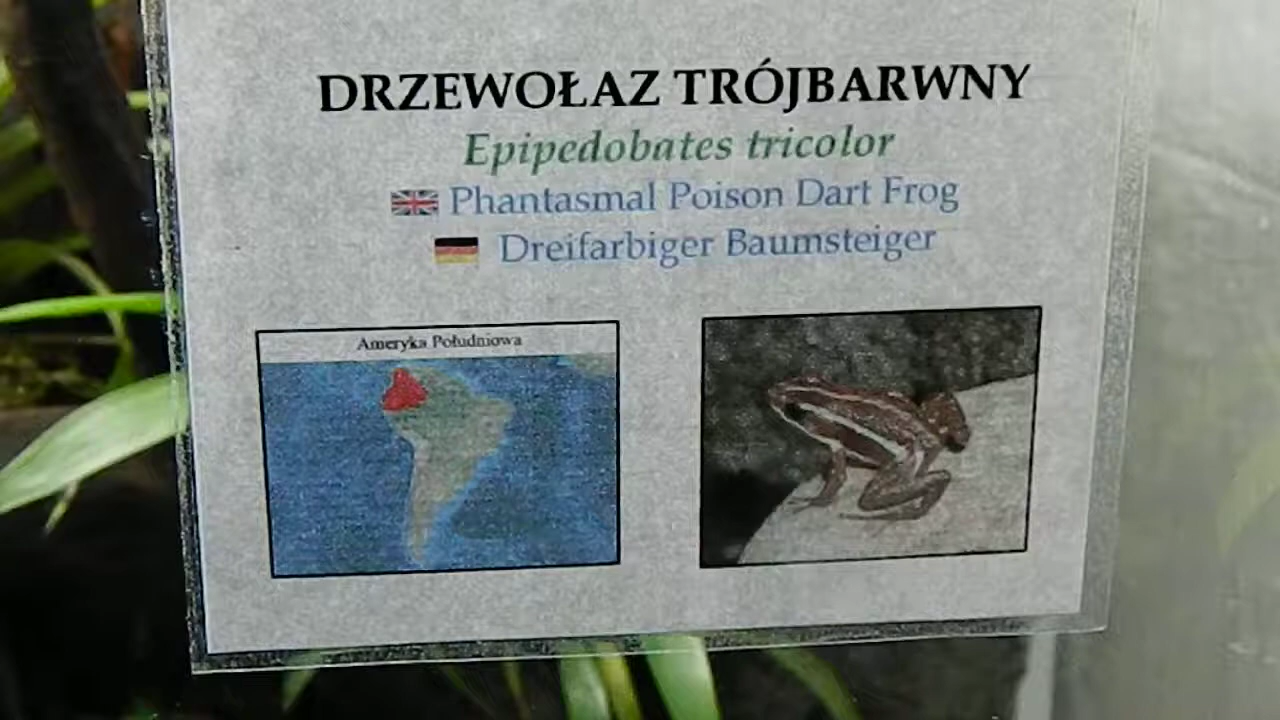 DRZEWOŁAZ TRÓJBARWNY
Epipedobates tricolor
Phantasmal Poison Dart Frog
Dreifarbiger Baumsteiger
Ameryka Południowa